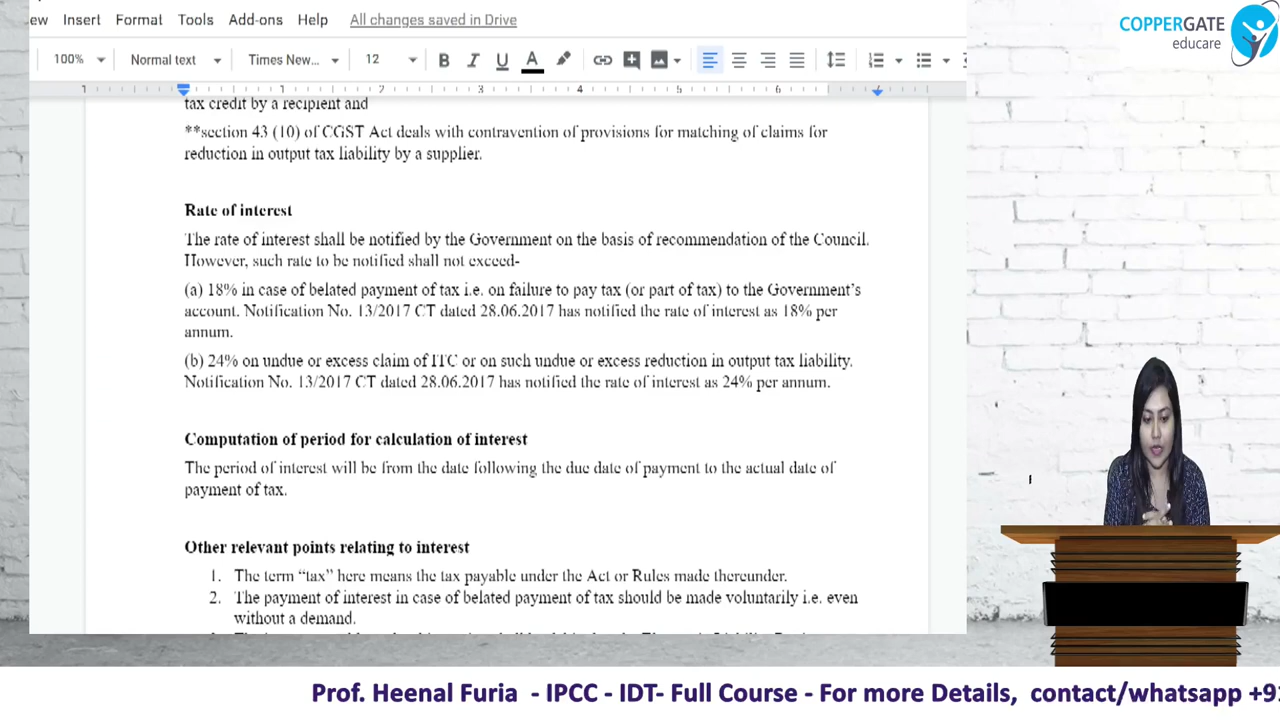 ew Insert Format Tools Add-ons Help All changes saved in Drive
COPPERGATE
educare
100% Normal text Times New... 12 B I U A
1 1 2 3 4 5 6 7
tax credit by a recipient and
**section 43 (10) of CGST Act deals with contravention of provisions for matching of claims for
reduction in output tax liability by a supplier.
Rate of interest
The rate of interest shall be notified by the Government on the basis of recommendation of the Council.
However, such rate to be notified shall not exceed-
(a) 18% in case of belated payment of tax i.e. on failure to pay tax (or part of tax) to the Government's
account. Notification No. 13/2017 CT dated 28.06.2017 has notified the rate of interest as 18% per
annum.
(b) 24% on undue or excess claim of ITC or on such undue or excess reduction in output tax liability.
Notification No. 13/2017 CT dated 28.06.2017 has notified the rate of interest as 24% per annum.
Computation of period for calculation of interest
The period of interest will be from the date following the due date of payment to the actual date of
payment of tax.
Other relevant points relating to interest
1. The term "tax" here means the tax payable under the Act or Rules made thereunder.
2. The payment of interest in case of belated payment of tax should be made voluntarily i.e. even
without a demand.
Prof. Heenal Furia - IPCC - IDT- Full Course - For more Details, contact/whatsapp +91